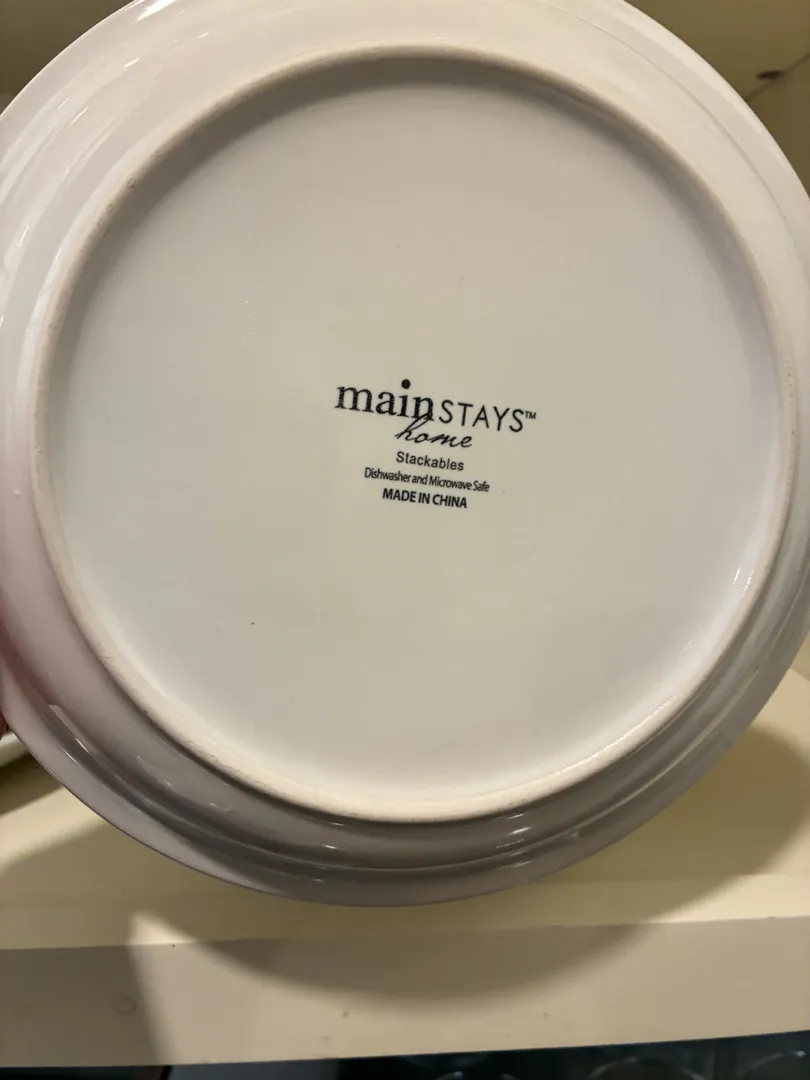 mainSTAYS™
home
Stackables
Dishwasher and Microwave Safe
MADE IN CHINA